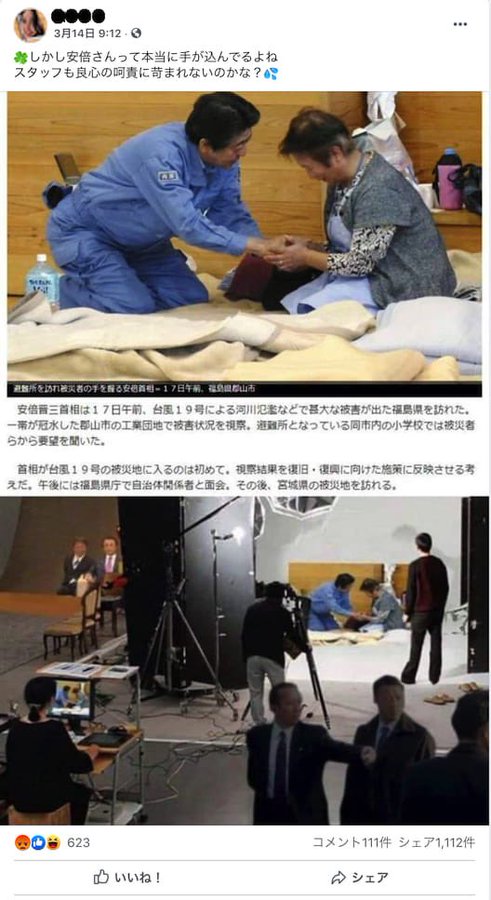 3月14日 9:12
🍀しかし安倍さんって本当に手が込んでるよね
スタッフも良心の呵責に苛まれないのかな？💦
避難所を訪れ被災者の手を握る安倍首相＝１７日午前、福島県郡山市
安倍晋三首相は１７日午前、台風１９号による河川氾濫などで甚大な被害が出た福島県を訪れた。
一帯が冠水した郡山市の工業団地で被害状況を視察。避難所となっている同市内の小学校では被災者
らから要望を聞いた。
首相が台風１９号の被災地に入るのは初めて。視察結果を復旧・復興に向けた施策に反映させる考
えだ。午後には福島県庁で自治体関係者と面会。その後、宮城県の被災地を訪れる。
623
コメント111件 シェア1,112件
いいね！
シェア